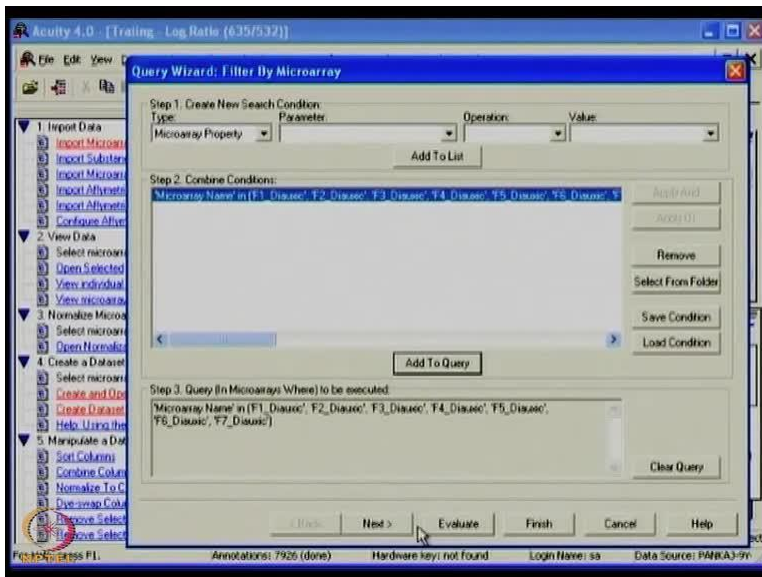 Acuity 4.0 - [Trailing - Log Ratio (635/532)]
File Edit View
Query Wizard: Filter By Microarray
Step 1. Create New Search Condition:
Type: Parameter: Operation: Value:
Microarray Property
Add To List
Step 2. Combine Conditions:
'Microarray Name' in ('F1_Diauxic', 'F2_Diauxic', 'F3_Diauxic', 'F4_Diauxic', 'F5_Diauxic', 'F6_Diauxic', 'F
Apply And
Apply Or
Remove
Select From Folder
Save Condition
Load Condition
Add To Query
Step 3. Query (In Microarrays Where) to be executed:
'Microarray Name' in ('F1_Diauxic', 'F2_Diauxic', 'F3_Diauxic', 'F4_Diauxic', 'F5_Diauxic',
'F6_Diauxic', 'F7_Diauxic')
Clear Query
< Back Next > Evaluate Finish Cancel Help
1. Import Data
Import Microarr
Import Substan
Import Microarr
Import Affymetri
Import Affymetri
Configure Affyr
2. View Data
Select microarr
Open Selected
View individual
View microarray
3. Normalize Microa
Select microarr
Open Normaliz
4. Create a Dataset
Select microarr
Create and Ope
Create Dataset
Help: Using the
5. Manipulate a Dat
Sort Columns
Combine Colum
Normalize To C
Dye-swap Colu
Remove Select
Remove Select
NPTEL
Annotations: 7926 (done) Hardware key: not found Login Name: sa Data Source: PANKAJ-9Y